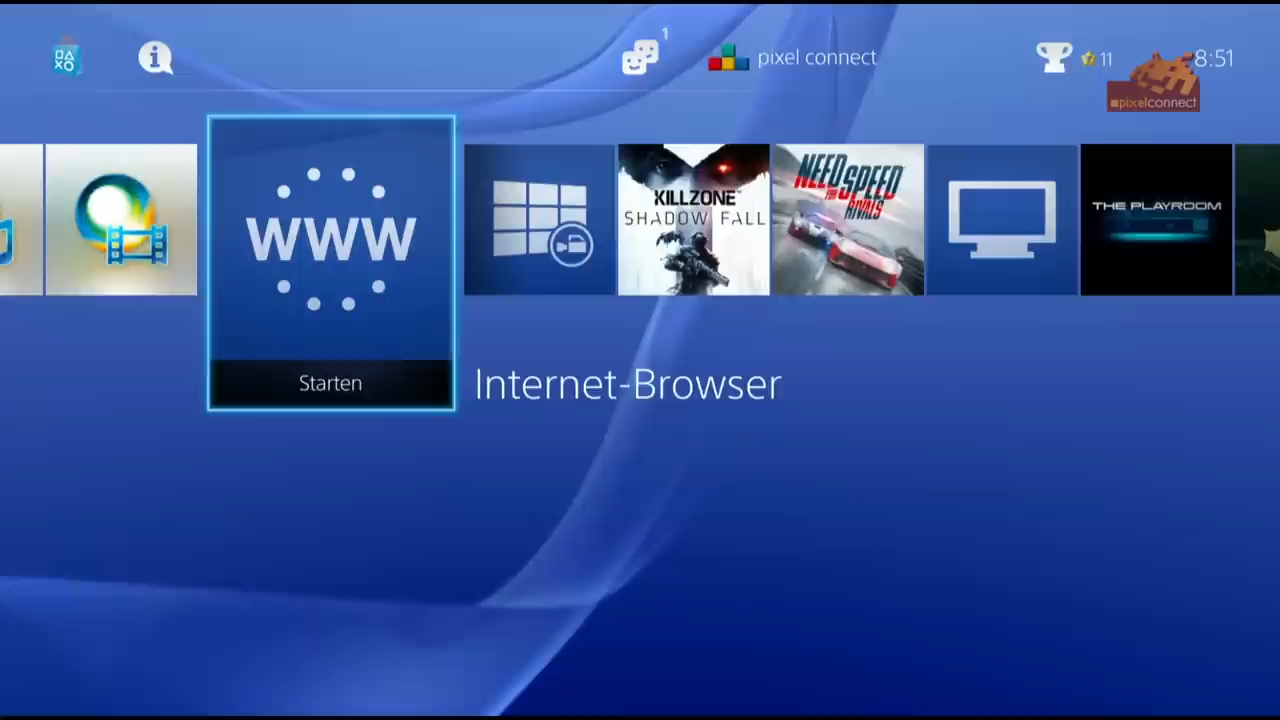 1
pixel connect
11
8:51
pixelconnect
WWW
KILLZONE™
SHADOW FALL
NEED FOR SPEED
RIVALS
THE PLAYROOM
Starten
Internet-Browser